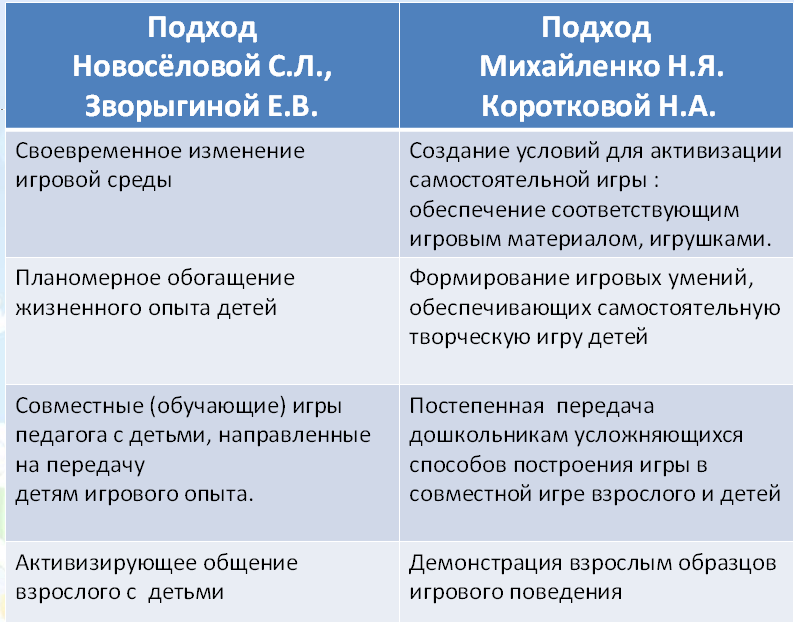 Подход
Новосёловой С.Л.,
Зворыгиной Е.В.
Подход
Михайленко Н.Я.
Коротковой Н.А.
Своевременное изменение
игровой среды
Создание условий для активизации
самостоятельной игры :
обеспечение соответствующим
игровым материалом, игрушками.
Планомерное обогащение
жизненного опыта детей
Формирование игровых умений,
обеспечивающих самостоятельную
творческую игру детей
Совместные (обучающие) игры
педагога с детьми, направленные
на передачу
детям игрового опыта.
Постепенная передача
дошкольникам усложняющихся
способов построения игры в
совместной игре взрослого и детей
Активизирующее общение
взрослого с детьми
Демонстрация взрослым образцов
игрового поведения